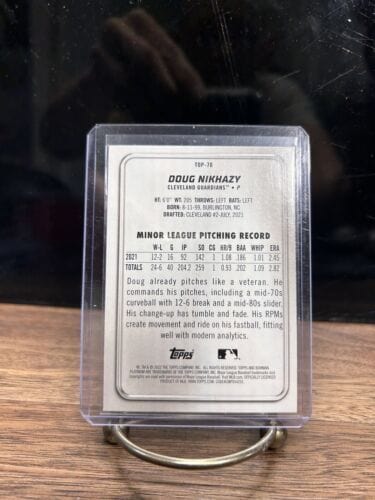 TOP-70
DOUG NIKHAZY
CLEVELAND GUARDIANS™ • P
HT: 6'0" WT: 205 THROWS: LEFT BATS: LEFT
BORN: 8-11-99, BURLINGTON, NC
DRAFTED: CLEVELAND #2-JULY, 2021
MINOR LEAGUE PITCHING RECORD
W-L G IP SO CG HR/9 BAA WHIP ERA
2021 12-2 16 92 142 1 1.08 .186 1.01 2.45
TOTALS 24-6 40 204.2 259 1 0.93 .202 1.09 2.82
Doug already pitches like a veteran. He
commands his pitches, including a mid-70s
curveball with 12-6 break and a mid-80s slider.
His change-up has tumble and fade. His RPMs
create movement and ride on his fastball, fitting
well with modern analytics.
Topps